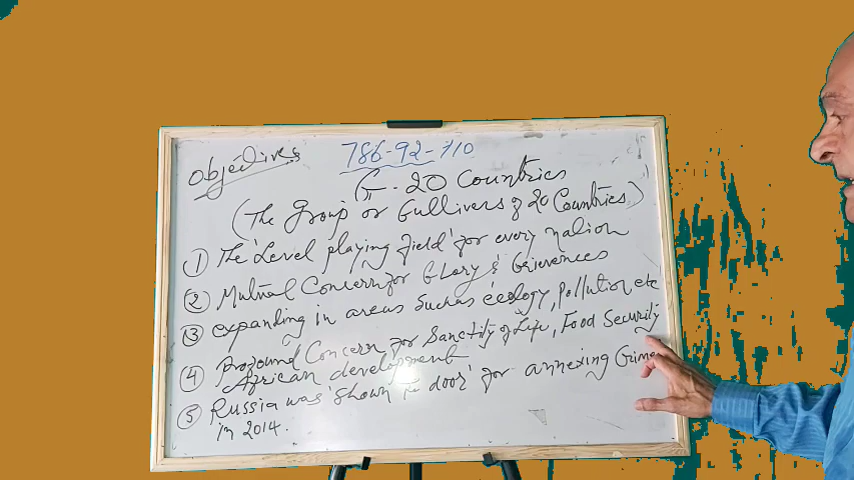 Objectives
786-92-110
G-20 Countries
(The Group or Gullivers of 20 Countries)
① The 'Level playing field' for every nation
② Mutual Concern for Glory & Grievences
③ expanding in areas such as ecology, Pollution etc
④ Profound Concern for Sanctity of Life, Food Security
African development
⑤ Russia was 'shown the door' for annexing Crimea
in 2014.